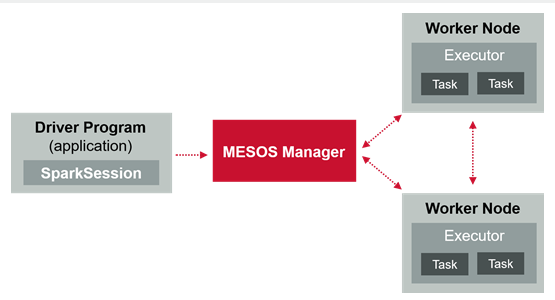 Worker Node
Executor
Task Task
Driver Program
(application)
SparkSession
MESOS Manager
Worker Node
Executor
Task Task